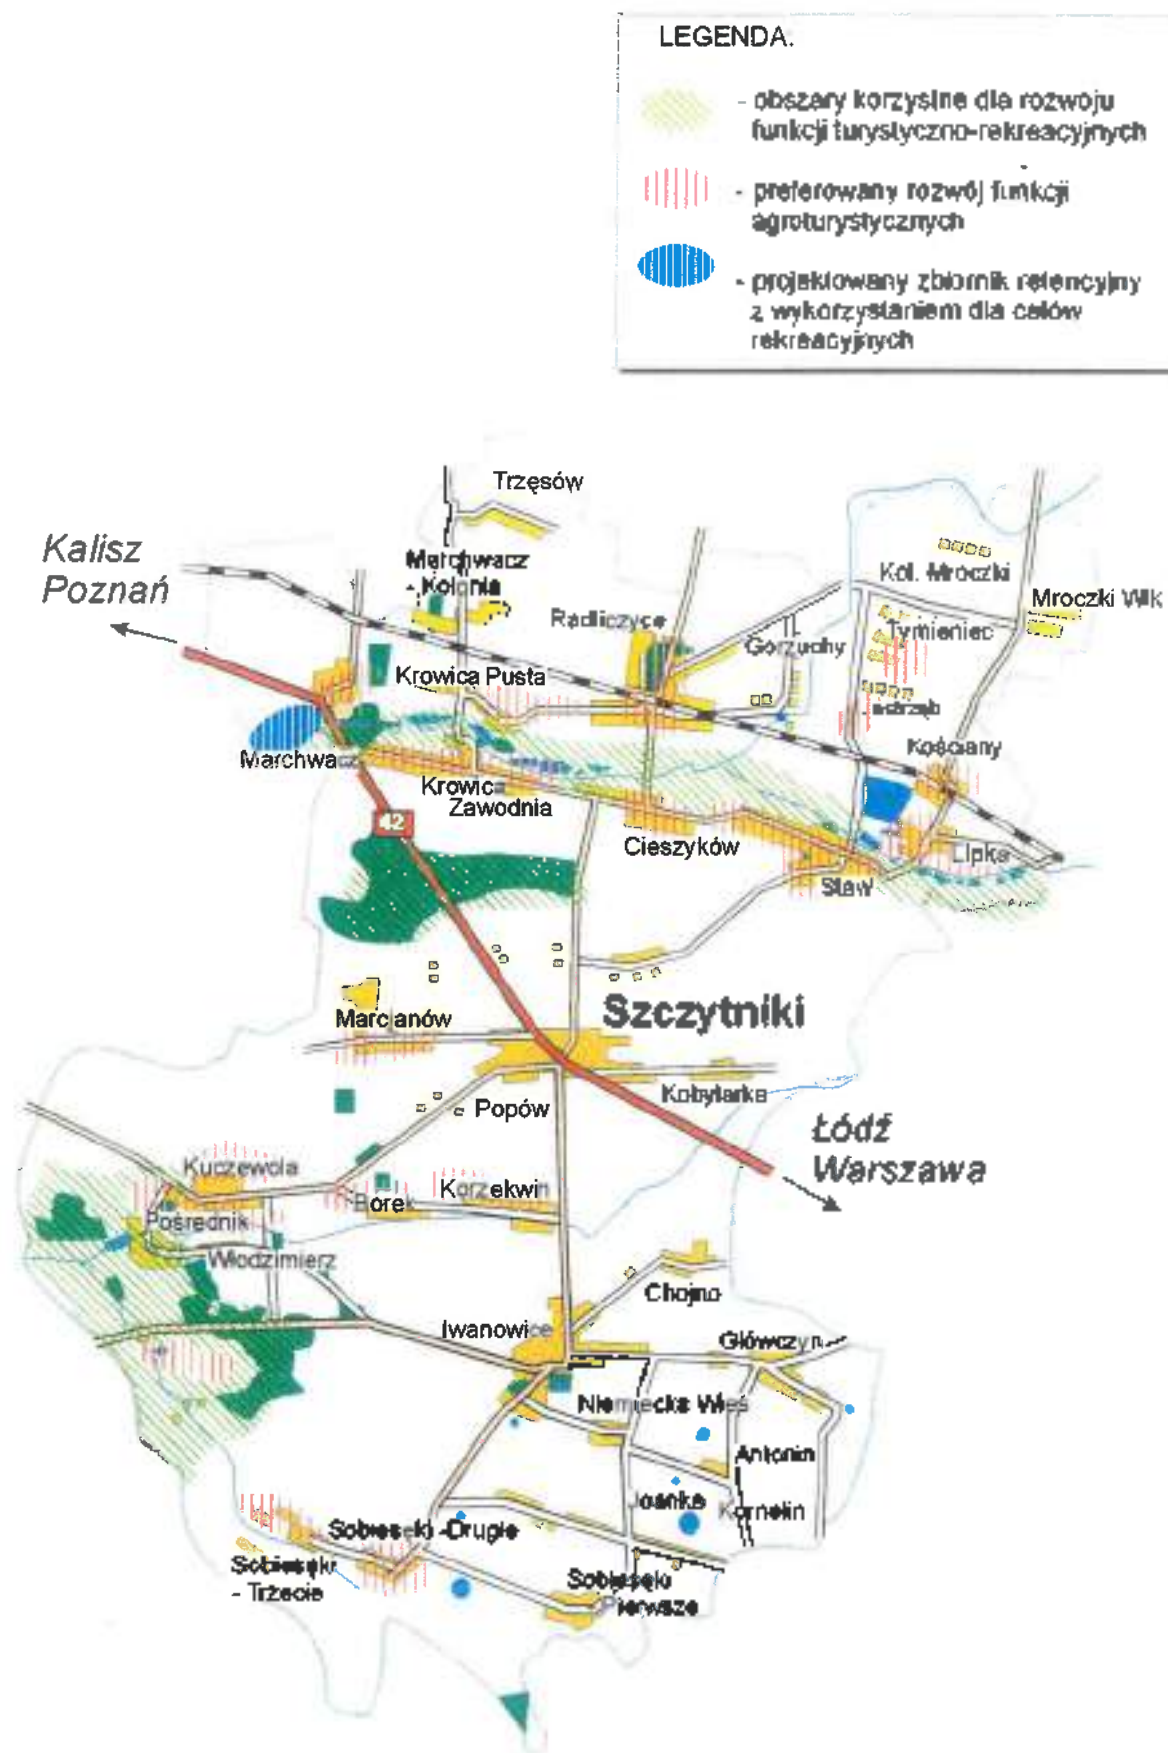 LEGENDA.
- obszary korzystne dla rozwoju
funkcji turystyczno-rekreacyjnych
- preferowany rozwój funkcji
agroturystycznych
- projektowany zbiornik retencyjny
z wykorzystaniem dla celów
rekreacyjnych
Trzęsów
Kalisz
Poznań
Marchwacz
- Kolonia
Kol. Mroczki
Mroczki Wlk
Radliczyce
Tymieniec
Gorzuchy
Krowica Pusta
Jastrząb
Kościany
Marchwacz
Krowica
Zawodnia
42
Cieszyków
Lipka
Staw
Szczytniki
Marcjanów
Kobylarka
Popów
Łódź
Warszawa
Kuczewola
Korzekwin
Borek
Pośrednik
Włodzimierz
Chojno
Iwanowice
Główczyn
Niemiecka Wieś
Antonin
Joanka
Kornelin
Sobiesęki -Drugie
Sobiesęki
- Trzecie
Sobiesęki
Pierwsze